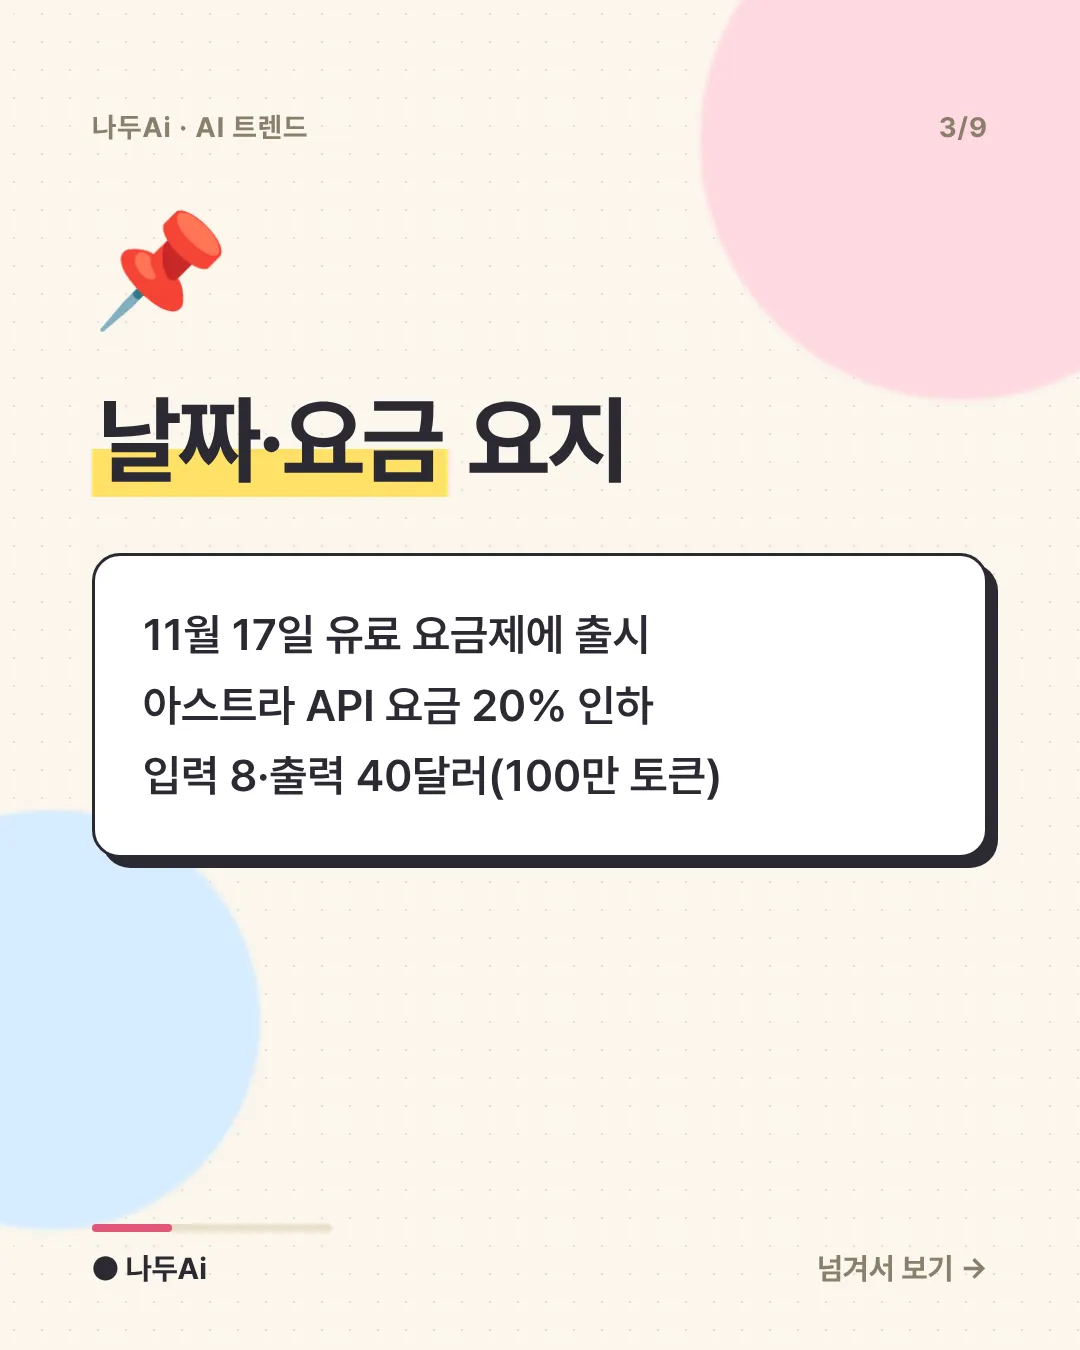 나두Ai · AI 트렌드
3/9
날짜·요금 요지
11월 17일 유료 요금제에 출시
아스트라 API 요금 20% 인하
입력 8·출력 40달러(100만 토큰)
나두Ai
넘겨서 보기 →